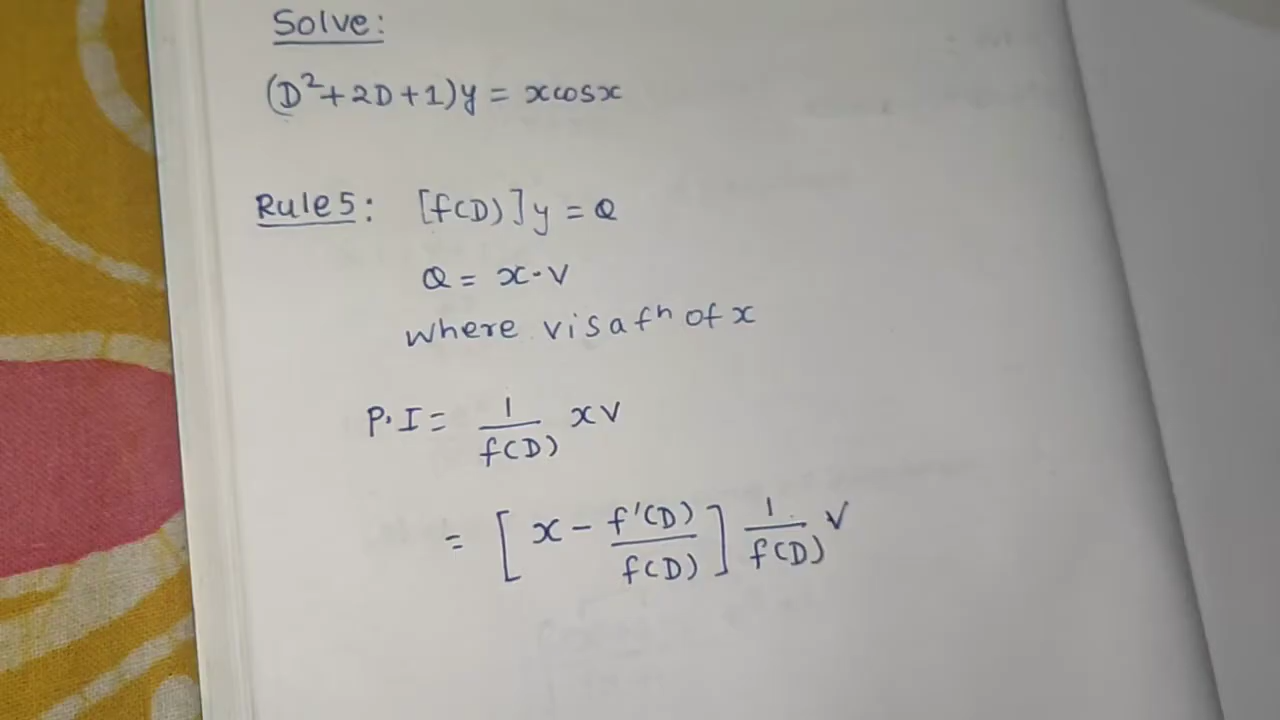 Solve:
(D²+2D+1)y = xcosx
Rule5: [f(D)]y = Q
Q = x·V
where v is a fⁿ of x
P.I = 1/f(D) xV
= [x - f'(D)/f(D)] 1/f(D) V